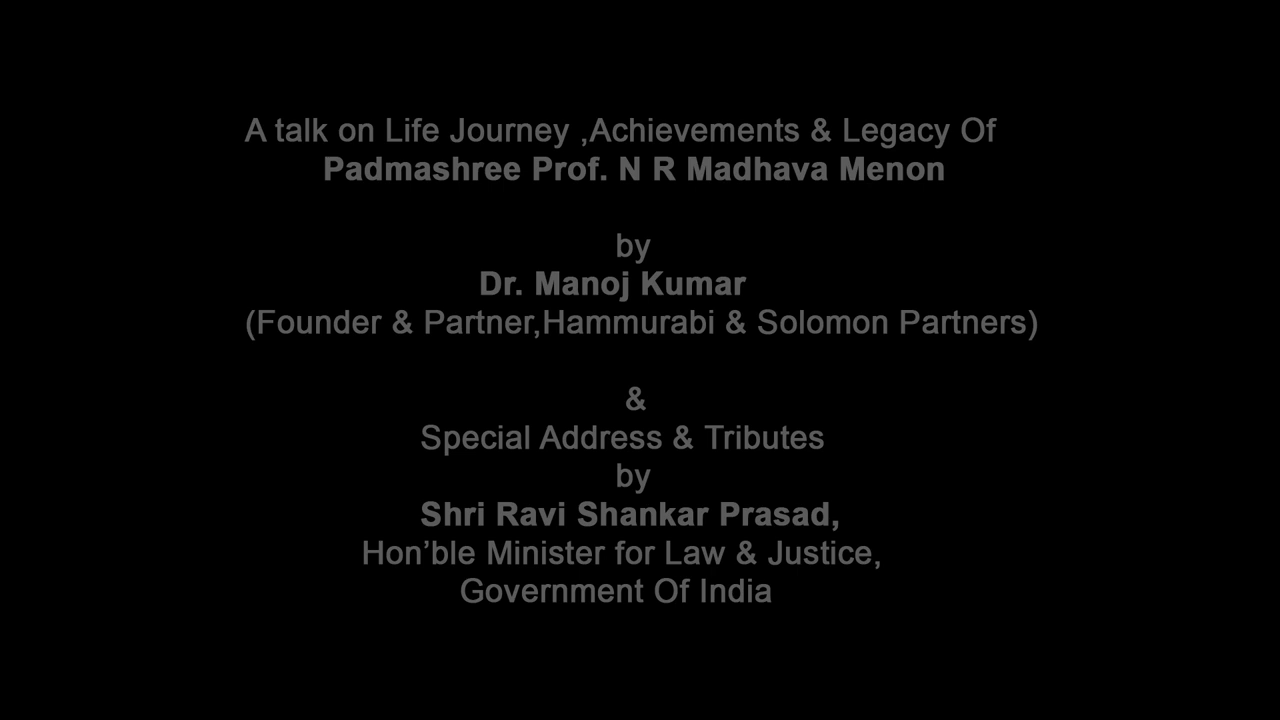 A talk on Life Journey ,Achievements & Legacy Of
Padmashree Prof. N R Madhava Menon
by
Dr. Manoj Kumar
(Founder & Partner,Hammurabi & Solomon Partners)
&
Special Address & Tributes
by
Shri Ravi Shankar Prasad,
Hon’ble Minister for Law & Justice,
Government Of India